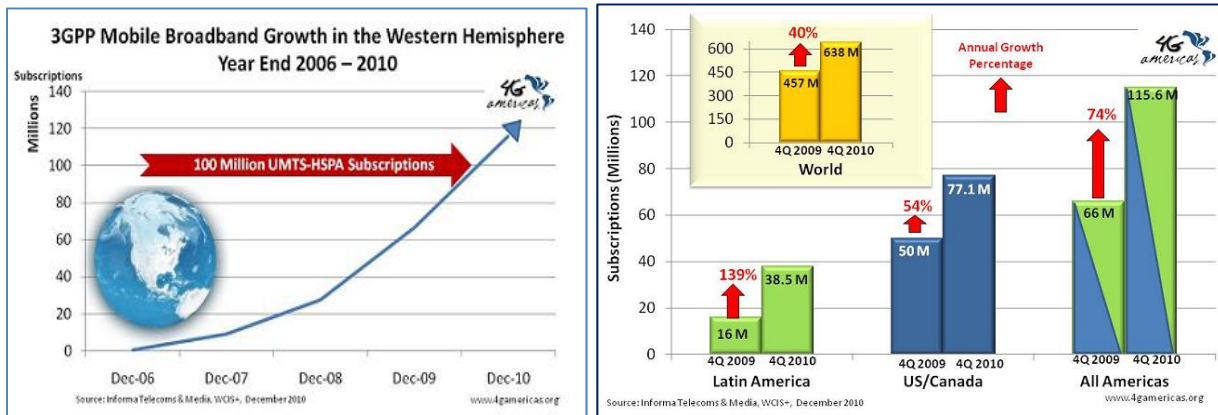 3GPP Mobile Broadband Growth in the Western Hemisphere
Year End 2006 – 2010
Subscriptions
Millions
4G
americas
140
120
100
80
60
40
20
0
100 Million UMTS-HSPA Subscriptions
Dec-06 Dec-07 Dec-08 Dec-09 Dec-10
Source: Informa Telecoms & Media, WCIS+, December 2010 www.4gamericas.org
Subscriptions (Millions)
140
120
100
80
60
40
20
0
600
450
300
150
0
40%
457 M
638 M
4Q 2009 4Q 2010
World
Annual Growth
Percentage
4G
americas
139%
16 M
38.5 M
4Q 2009 4Q 2010
Latin America
54%
50 M
77.1 M
4Q 2009 4Q 2010
US/Canada
74%
66 M
115.6 M
4Q 2009 4Q 2010
All Americas
Source: Informa Telecoms & Media, WCIS+, December 2010 www.4gamericas.org